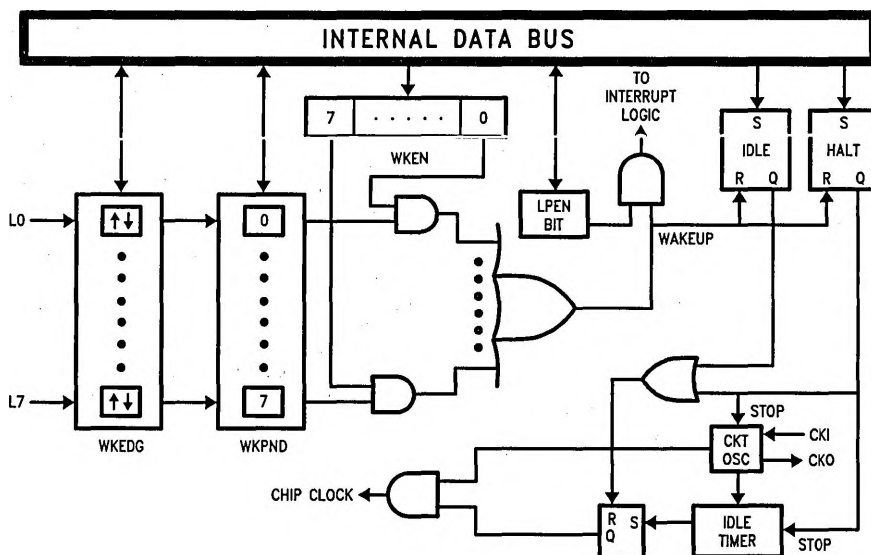 INTERNAL DATA BUS
TO
INTERRUPT
LOGIC
7 0
WKEN
S
IDLE
R Q
S
HALT
R Q
LPEN
BIT
WAKEUP
L0
↑↓
0
L7
↑↓
7
WKEDG
WKPND
STOP
CKT
OSC
CKI
CKO
CHIP CLOCK
R S
Q
IDLE
TIMER
STOP